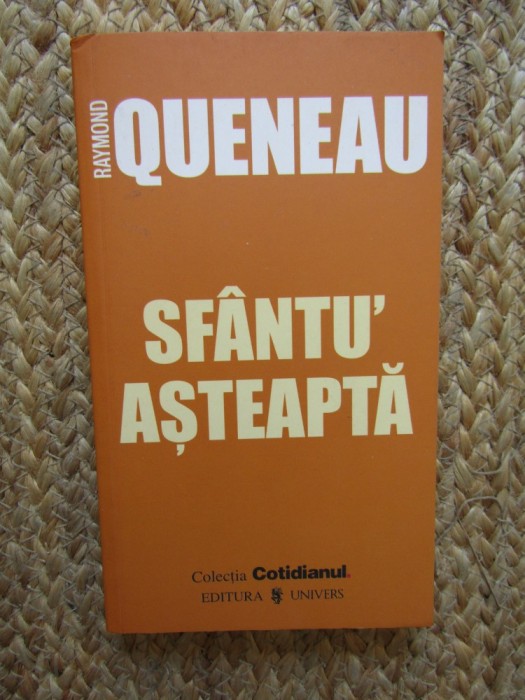 RAYMOND
QUENEAU
SFÂNTU'
AȘTEAPTĂ
Colecția Cotidianul.
EDITURA UNIVERS